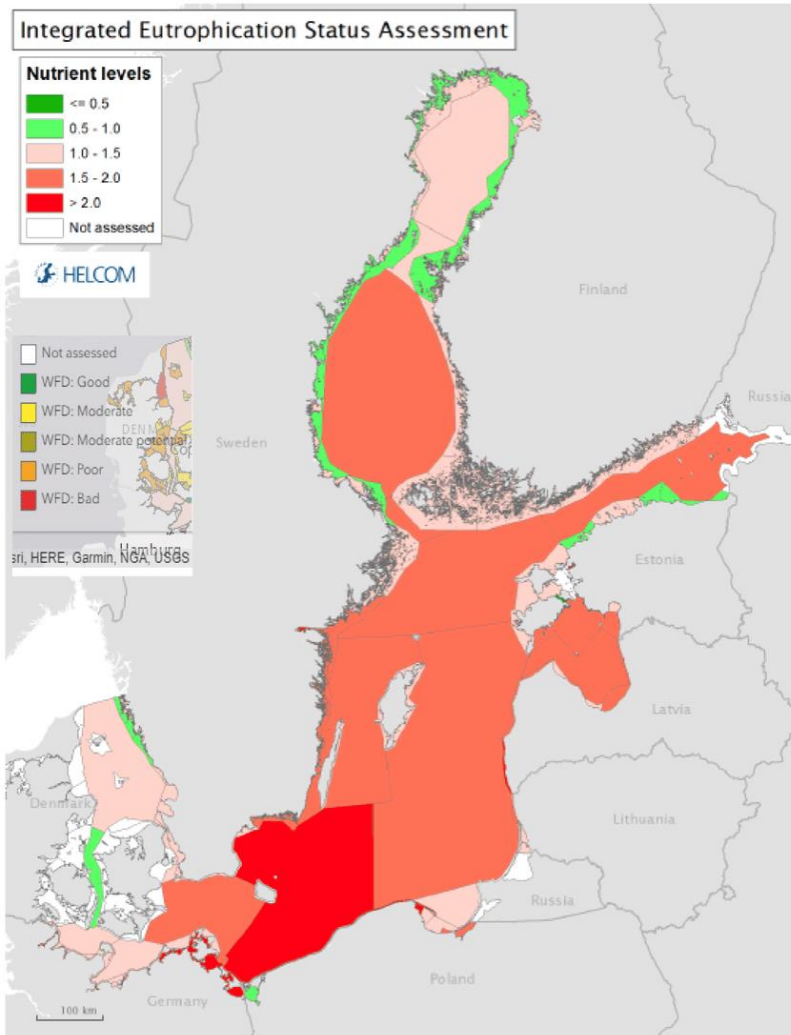 Integrated Eutrophication Status Assessment
Nutrient levels
<= 0.5
0.5 - 1.0
1.0 - 1.5
1.5 - 2.0
> 2.0
Not assessed
HELCOM
Finland
Russia
Not assessed
WFD: Good
WFD: Moderate
DENM
WFD: Moderate potential
Cop
WFD: Poor
WFD: Bad
Hamburg
sri, HERE, Garmin, NGA, USGS
Sweden
Estonia
Latvia
Denmark
Lithuania
Russia
Poland
Germany
100 km